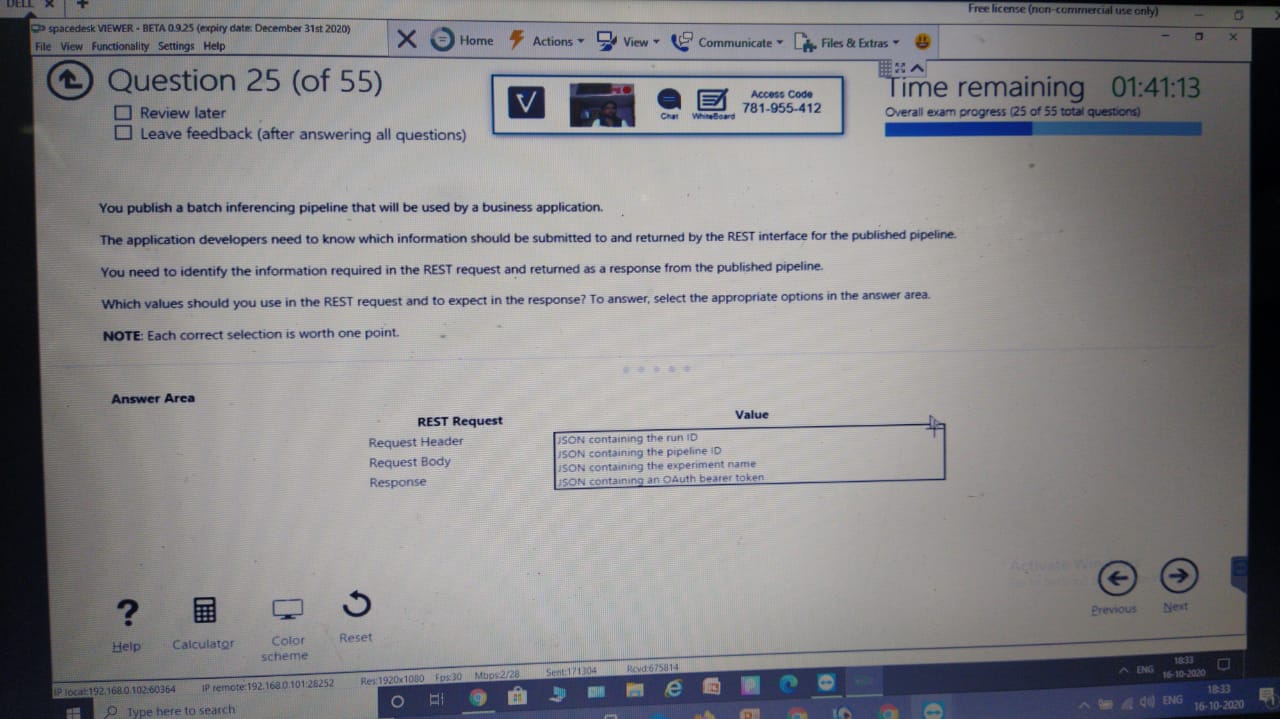 DELL
Free license (non-commercial use only)
spacedesk VIEWER - BETA 0.9.25 (expiry date: December 31st 2020)
File View Functionality Settings Help
Home Actions View Communicate Files & Extras
Question 25 (of 55)
Review later
Leave feedback (after answering all questions)
V
Chat
WhiteBoard
Access Code
781-955-412
Time remaining 01:41:13
Overall exam progress (25 of 55 total questions)
You publish a batch inferencing pipeline that will be used by a business application.
The application developers need to know which information should be submitted to and returned by the REST interface for the published pipeline.
You need to identify the information required in the REST request and returned as a response from the published pipeline.
Which values should you use in the REST request and to expect in the response? To answer, select the appropriate options in the answer area.
NOTE: Each correct selection is worth one point.
Answer Area
REST Request Value
Request Header
Request Body
Response
JSON containing the run ID
JSON containing the pipeline ID
JSON containing the experiment name
JSON containing an OAuth bearer token
Help
Calculator
Color
scheme
Reset
Previous
Next
IP local:192.168.0.102:60364 IP remote:192.168.0.101:28252 Res:1920x1080 Fps:30 Mbps:2/28 Sent:171304 Rcvd:675814
ENG 18:33
16-10-2020
Type here to search
ENG 18:33
16-10-2020